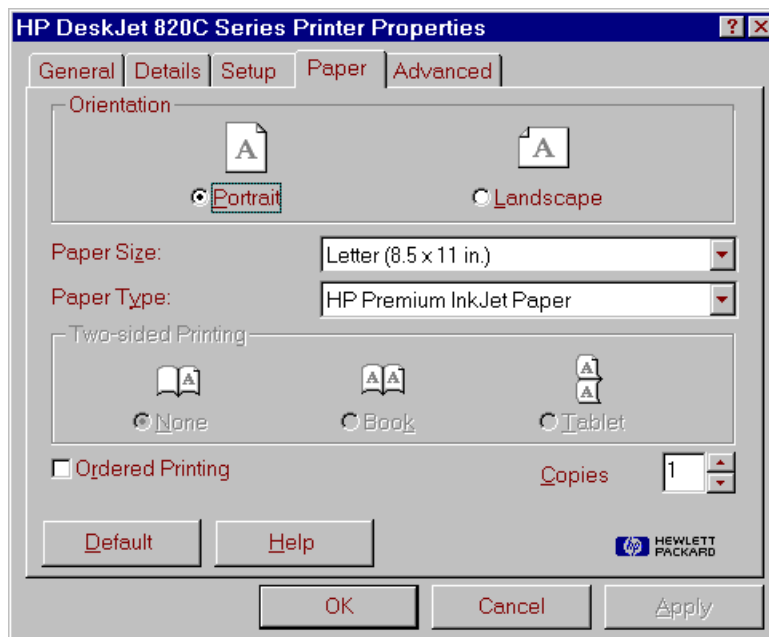 HP DeskJet 820C Series Printer Properties
General Details Setup Paper Advanced
Orientation
A A
Portrait Landscape
Paper Size: Letter (8.5 x 11 in.)
Paper Type: HP Premium InkJet Paper
Two-sided Printing
A A A A A
None Book Tablet
Ordered Printing Copies 1
Default Help hp HEWLETT
PACKARD
OK Cancel Apply